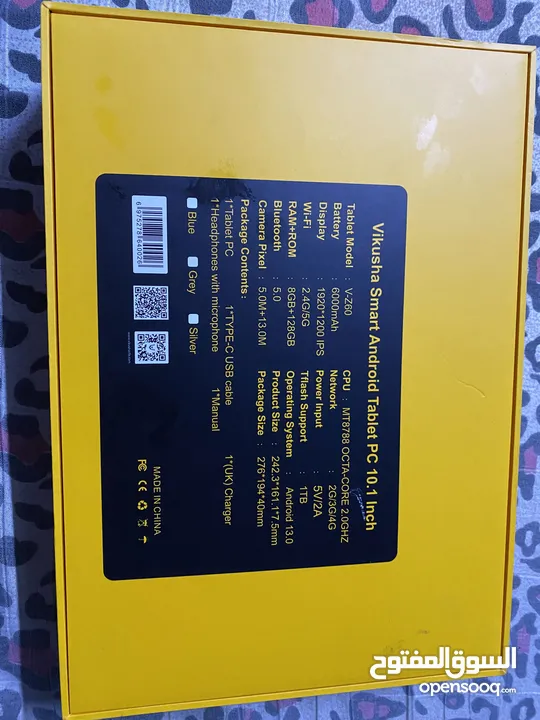 Vikusha Smart Android Tablet PC 10.1 Inch
Tablet Model : V-Z60
CPU : MT8788 OCTA-CORE 2.0GHZ
Battery : 6000mAh
Network : 2G/3G/4G
Display : 1920*1200 IPS
Power Input : 5V/2A
Wi-Fi : 2.4G/5G
Tflash Support : 1TB
RAM+ROM : 8GB+128GB
Operating System : Android 13.0
Bluetooth : 5.0
Product Size : 242.3*161.1*7.5mm
Camera Pixel : 5.0M+13.0M
Package Size : 276*194*40mm
Package Contents :
1*Tablet PC 1*TYPE-C USB cable 1*(UK) Charger
1*Headphones with microphone 1*Manual
Blue Grey Silver
MADE IN CHINA
CE
69752781640026
السوق المفتوح
opensooq.com